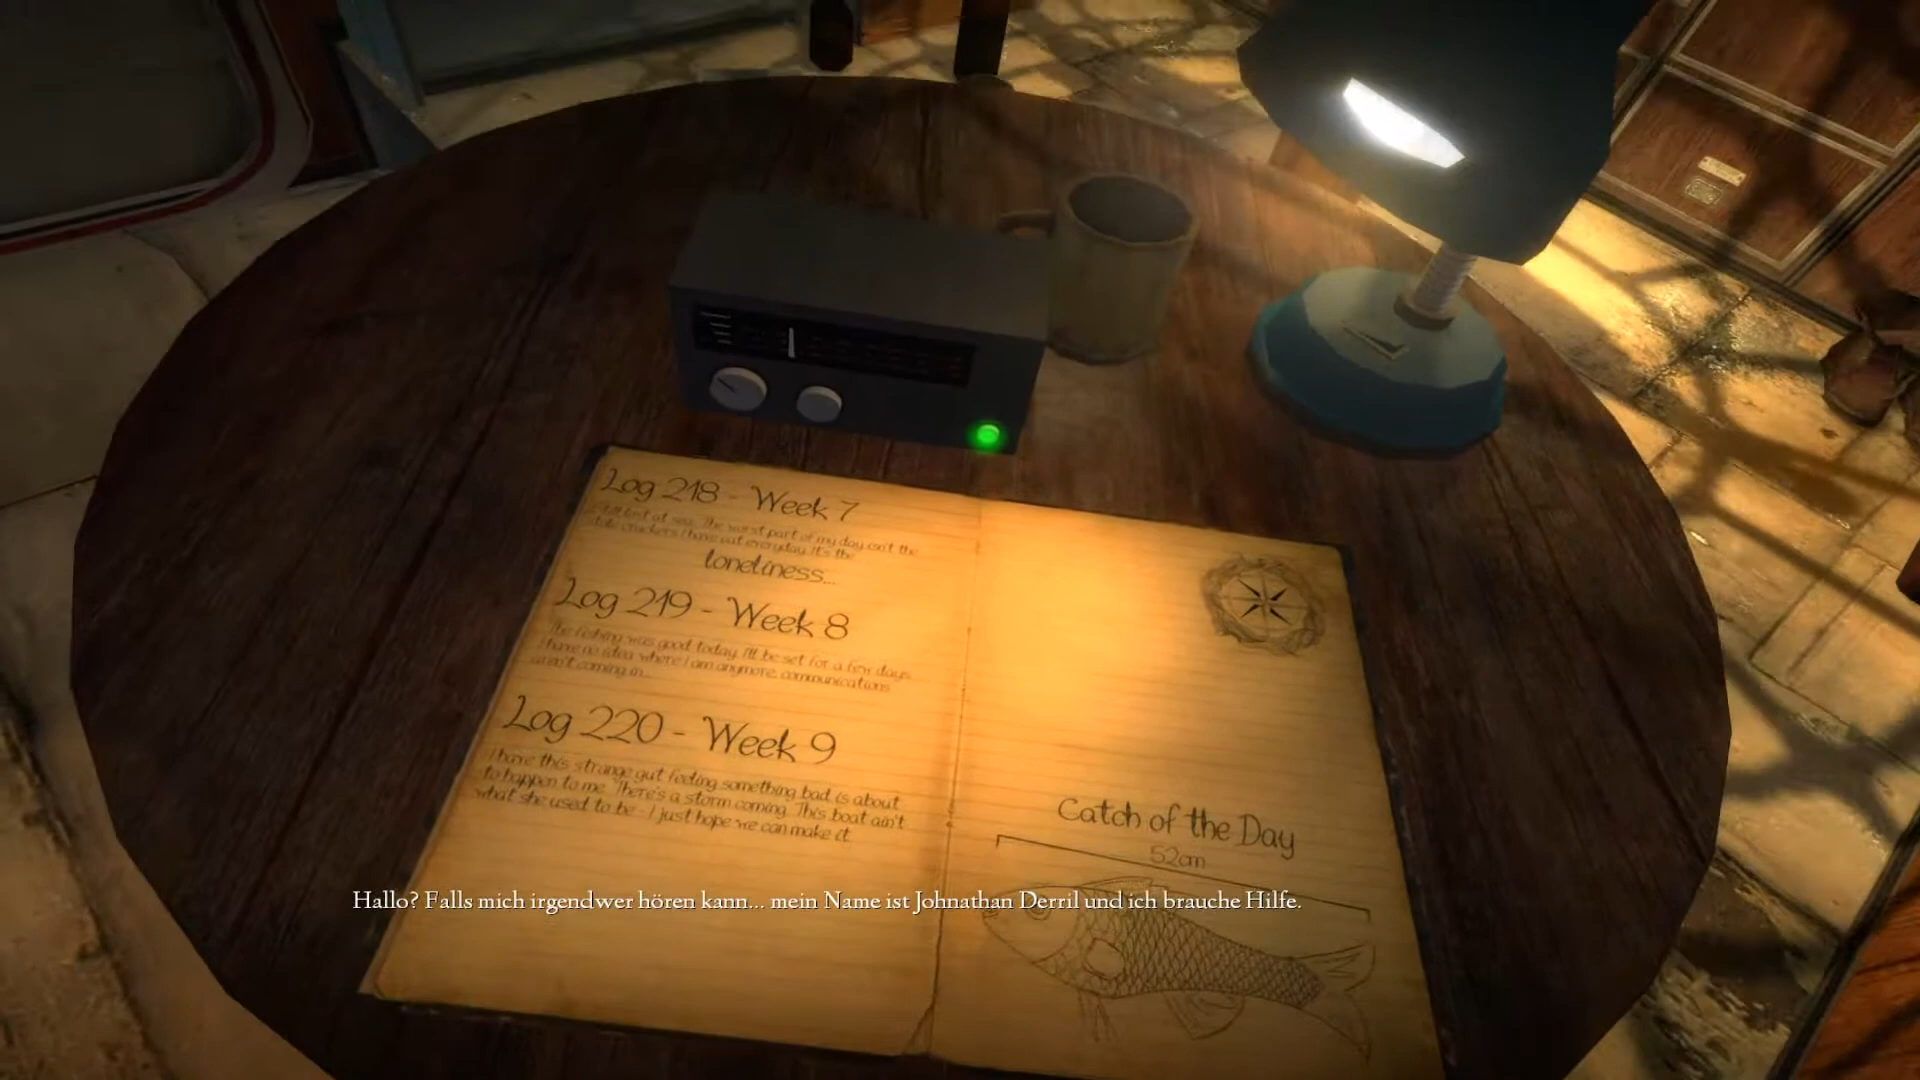 Log 218 - Week 7
Still lost at sea. The worst part of my day isn't the
stale crackers I have out everyday. It's the
loneliness...
Log 219 - Week 8
The fishing was good today. I'll be set for a few days.
I have no idea where I am anymore, communications
aren't coming in...
Log 220 - Week 9
I have this strange gut feeling something bad is about
to happen to me. There's a storm coming. This boat ain't
what she used to be - I just hope we can make it
Catch of the Day
52cm
Hallo? Falls mich irgendwer hören kann... mein Name ist Johnathan Derril und ich brauche Hilfe.